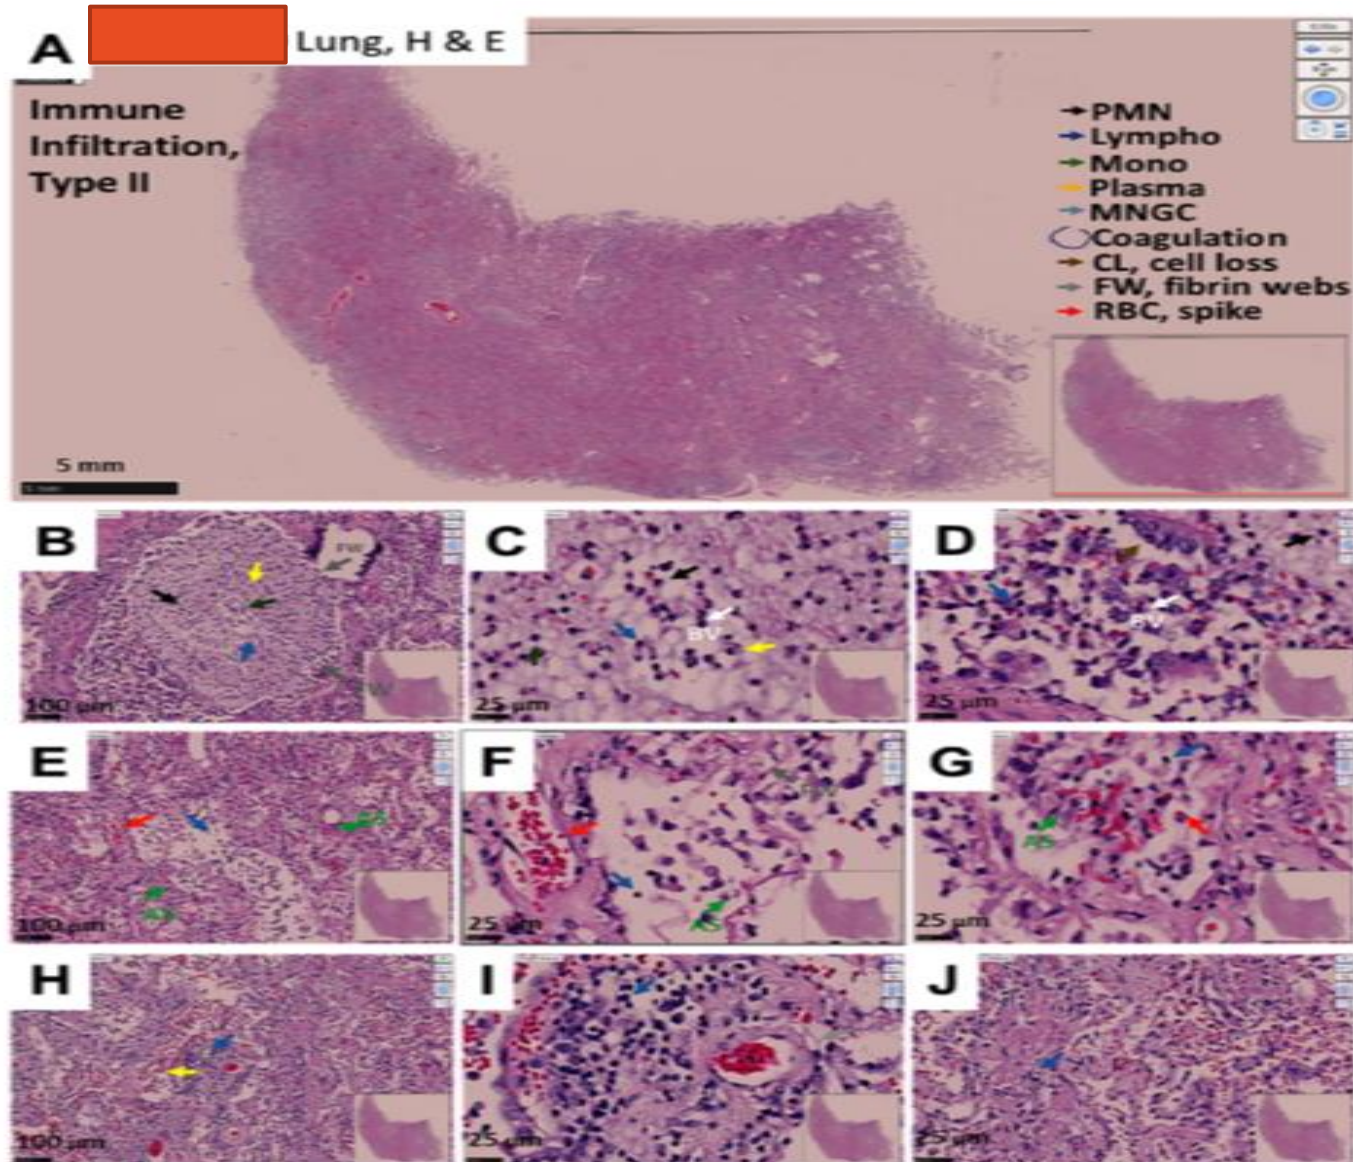 A
Lung, H & E
Immune
Infiltration,
Type II
PMN
Lympho
Mono
Plasma
MNGC
Coagulation
CL, cell loss
FW, fibrin webs
RBC, spike
5 mm
B
FW
FW
100 μm
C
BV
25 μm
D
BV
25 μm
E
AS
100 μm
F
AS
25 μm
G
AS
25 μm
H
100 μm
I
25 μm
J
25 μm